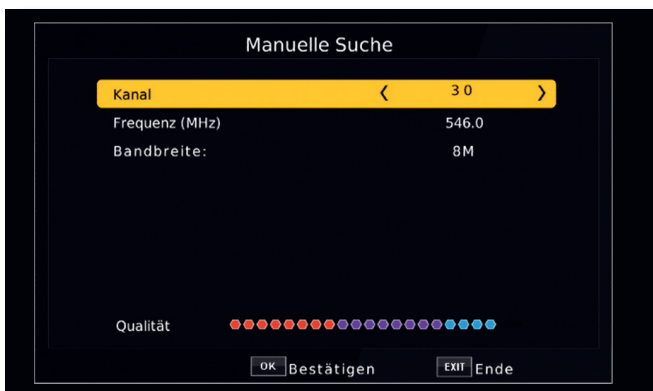 Manuelle Suche
Kanal ❮ 30 ❯
Frequenz (MHz) 546.0
Bandbreite: 8M
Qualität
OK Bestätigen EXIT Ende